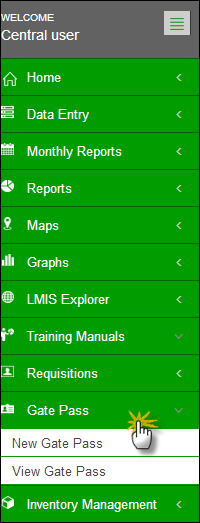 WELCOME
Central user
Home
Data Entry
Monthly Reports
Reports
Maps
Graphs
LMIS Explorer
Training Manuals
Requisitions
Gate Pass
New Gate Pass
View Gate Pass
Inventory Management